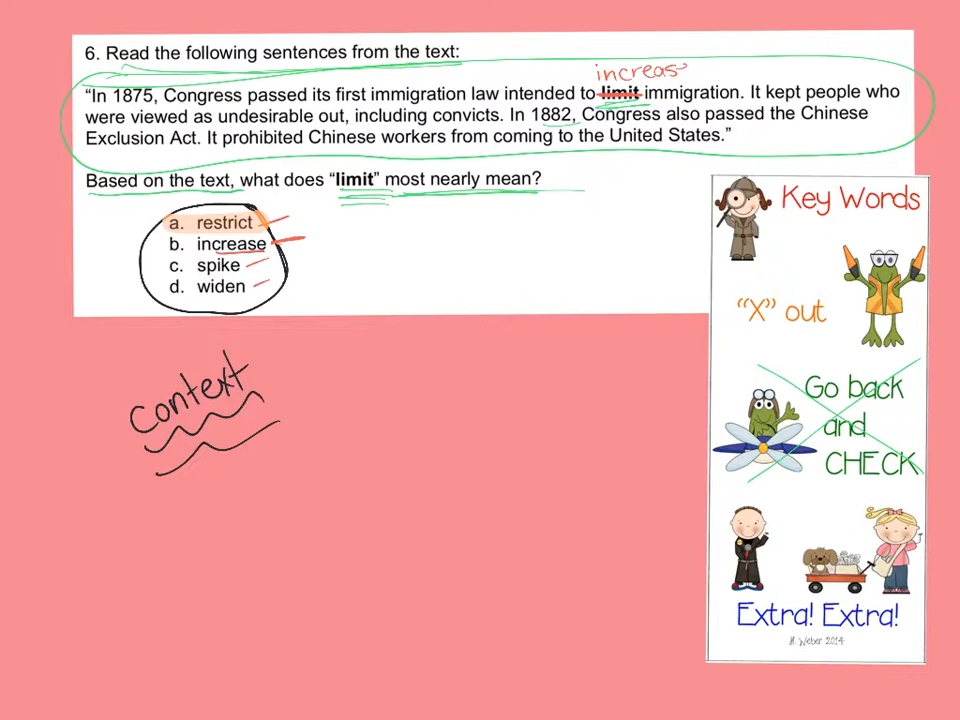 6. Read the following sentences from the text:
increas
“In 1875, Congress passed its first immigration law intended to limit immigration. It kept people who
were viewed as undesirable out, including convicts. In 1882, Congress also passed the Chinese
Exclusion Act. It prohibited Chinese workers from coming to the United States.”
Based on the text, what does “limit” most nearly mean?
a. restrict
b. increase
c. spike
d. widen
context
Key Words
“X” out
Go back
and
CHECK
Extra! Extra!
M. Weber 2014